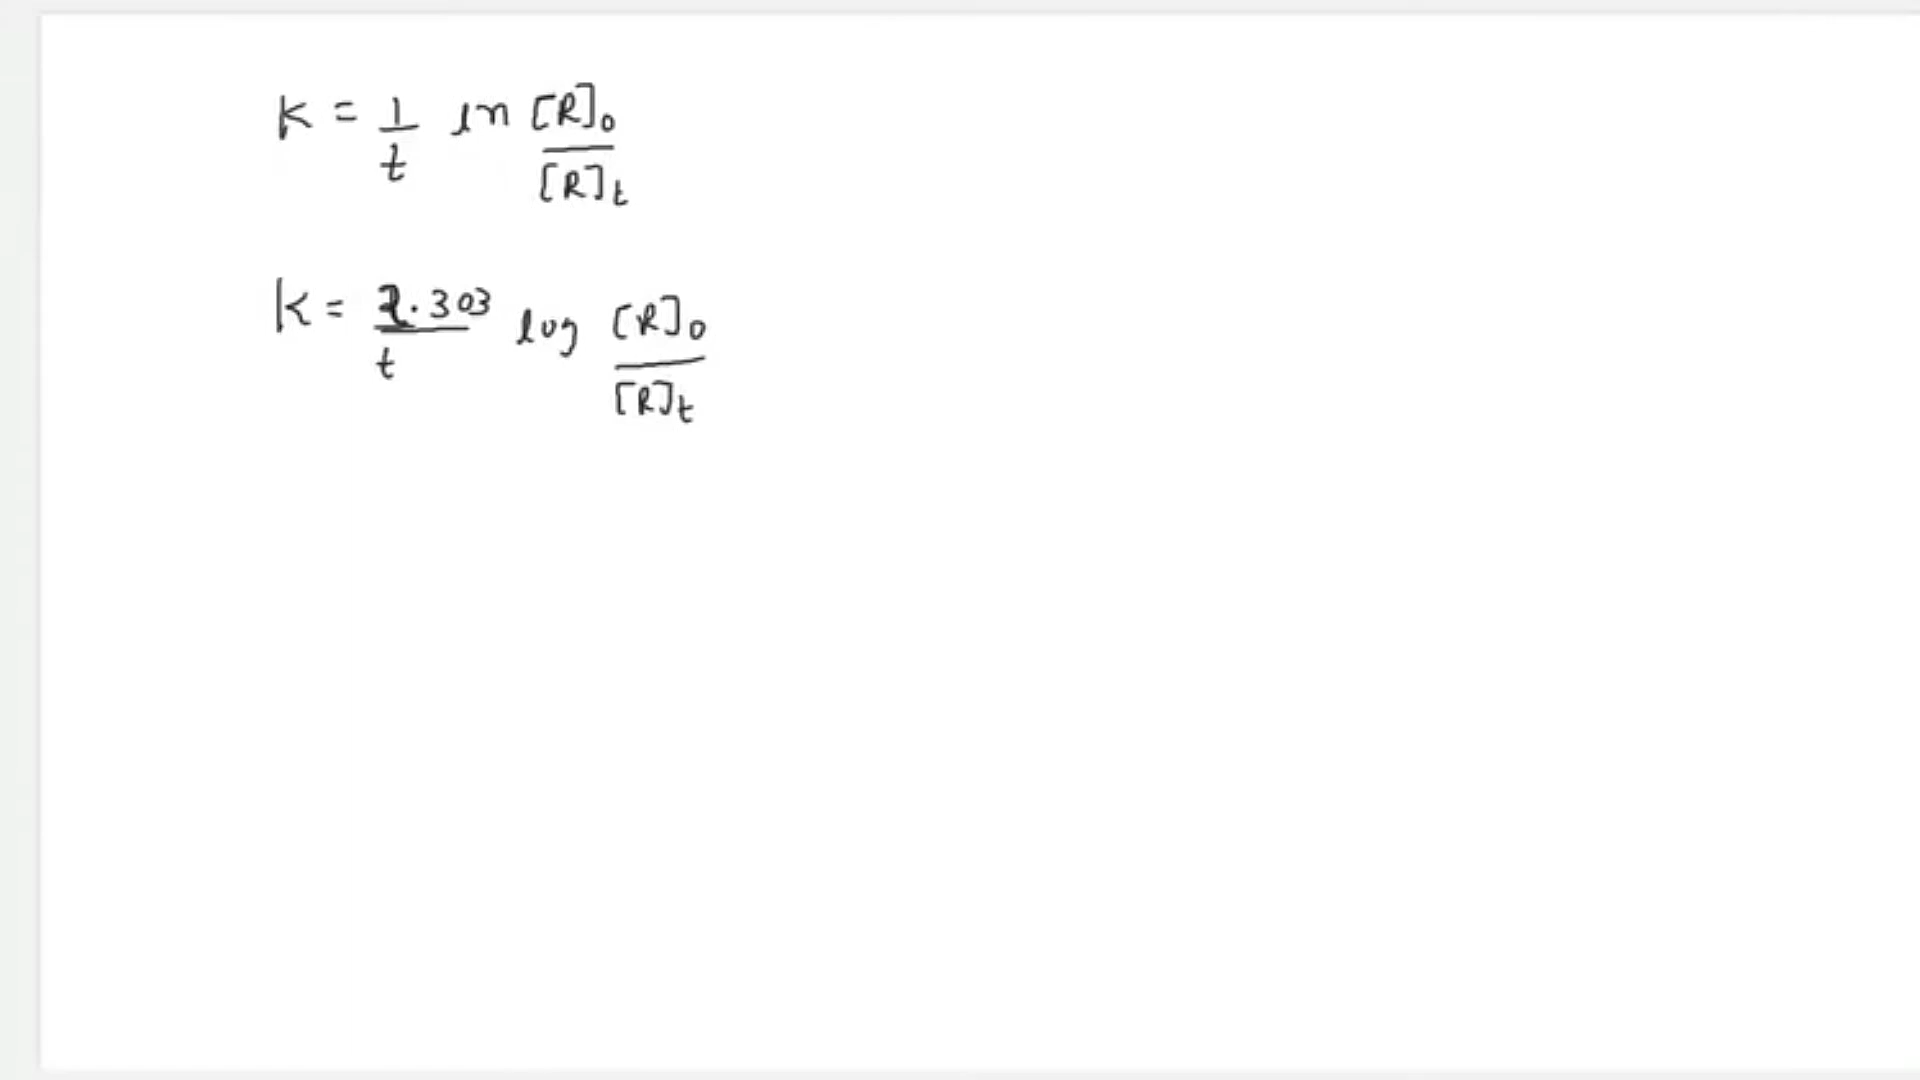 K = 1/t ln [R]₀/[R]t
K = 2.303/t log [R]₀/[R]t